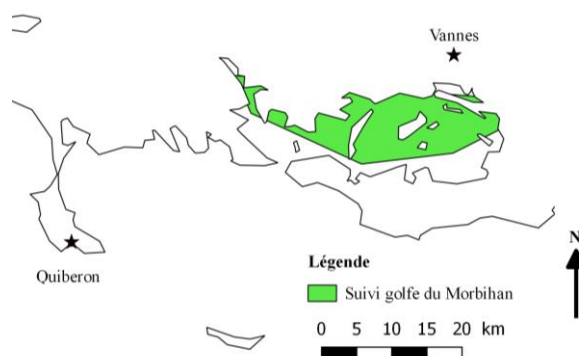 Vannes
Quiberon
N
Légende
Suivi golfe du Morbihan
0 5 10 15 20 km